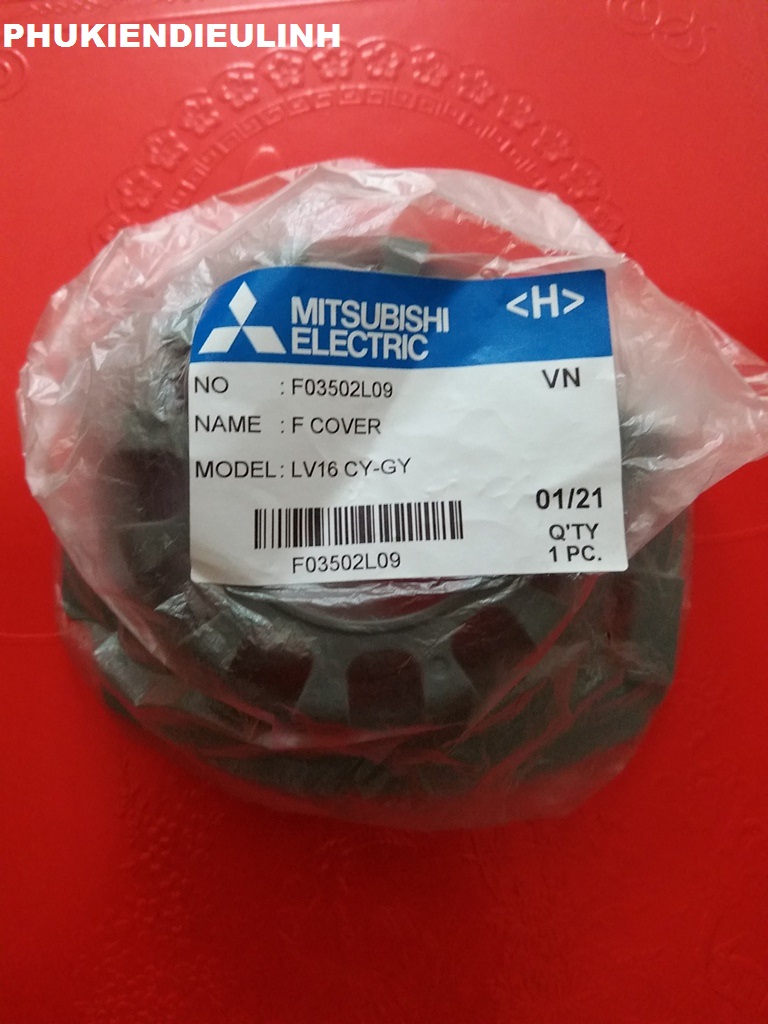 PHUKIENDIEULINH
MITSUBISHI
ELECTRIC
<H>
NO : F03502L09
VN
NAME : F COVER
MODEL : LV16 CY-GY
01/21
Q'TY
1 PC.
F03502L09